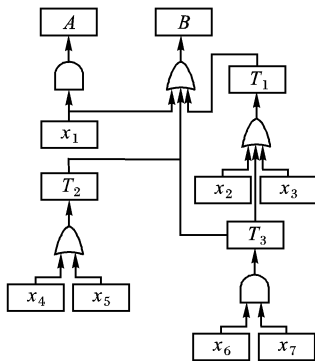 A
B
x₁
T₁
T₂
x₂
x₃
T₃
x₄
x₅
x₆
x₇